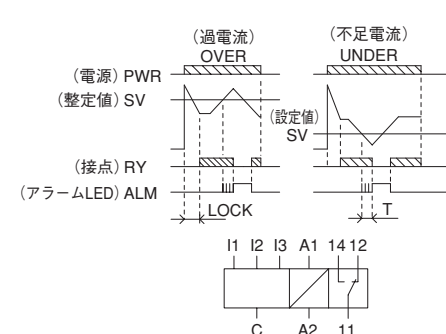 (過電流)
OVER
(不足電流)
UNDER
(電源) PWR
(整定値) SV
(設定値)
SV
(接点) RY
(アラームLED) ALM
LOCK
T
I1 I2 I3 A1 14 12
C A2 11